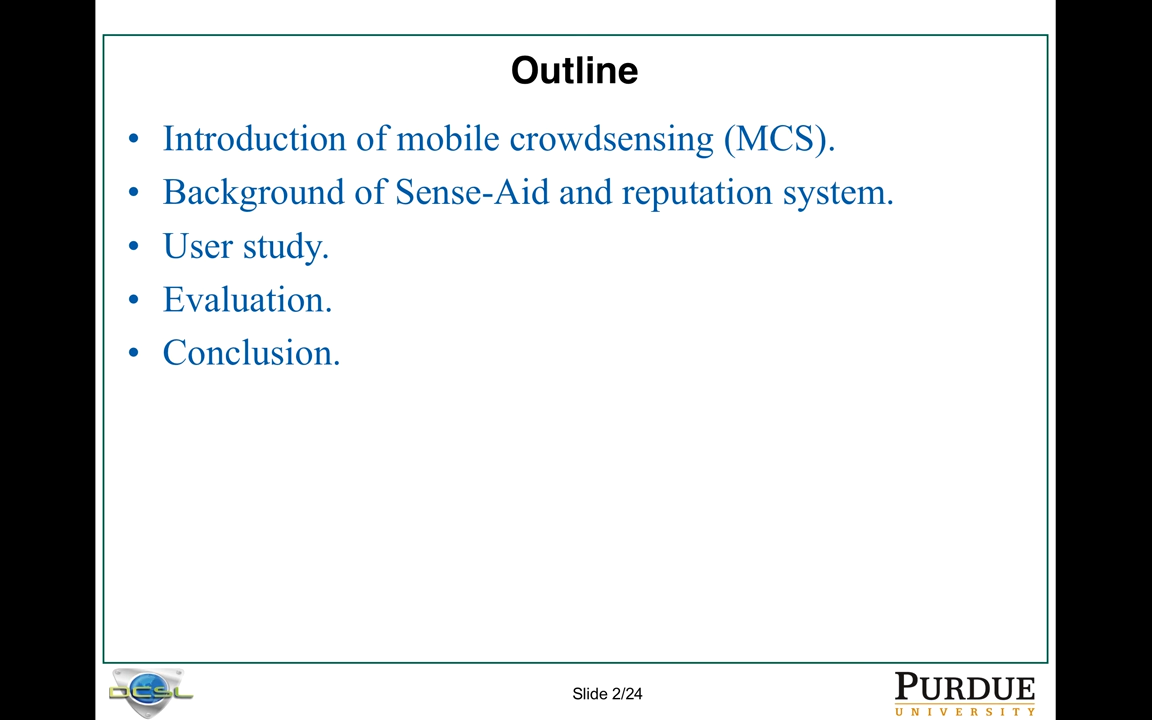 Outline
• Introduction of mobile crowdsensing (MCS).
• Background of Sense-Aid and reputation system.
• User study.
• Evaluation.
• Conclusion.
DCSL
Slide 2/24
PURDUE
UNIVERSITY